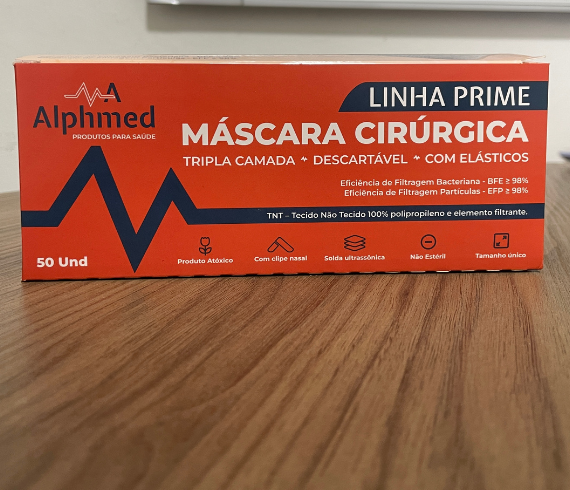 A
Alphmed
PRODUTOS PARA SAÚDE
LINHA PRIME
MÁSCARA CIRÚRGICA
TRIPLA CAMADA DESCARTÁVEL COM ELÁSTICOS
Eficiência de Filtragem Bacteriana - BFE ≥ 98%
Eficiência de Filtragem Partículas - EFP ≥ 98%
TNT – Tecido Não Tecido 100% polipropileno e elemento filtrante.
50 Und
Produto Atóxico
Com clipe nasal
Solda ultrassônica
Não Estéril
Tamanho único